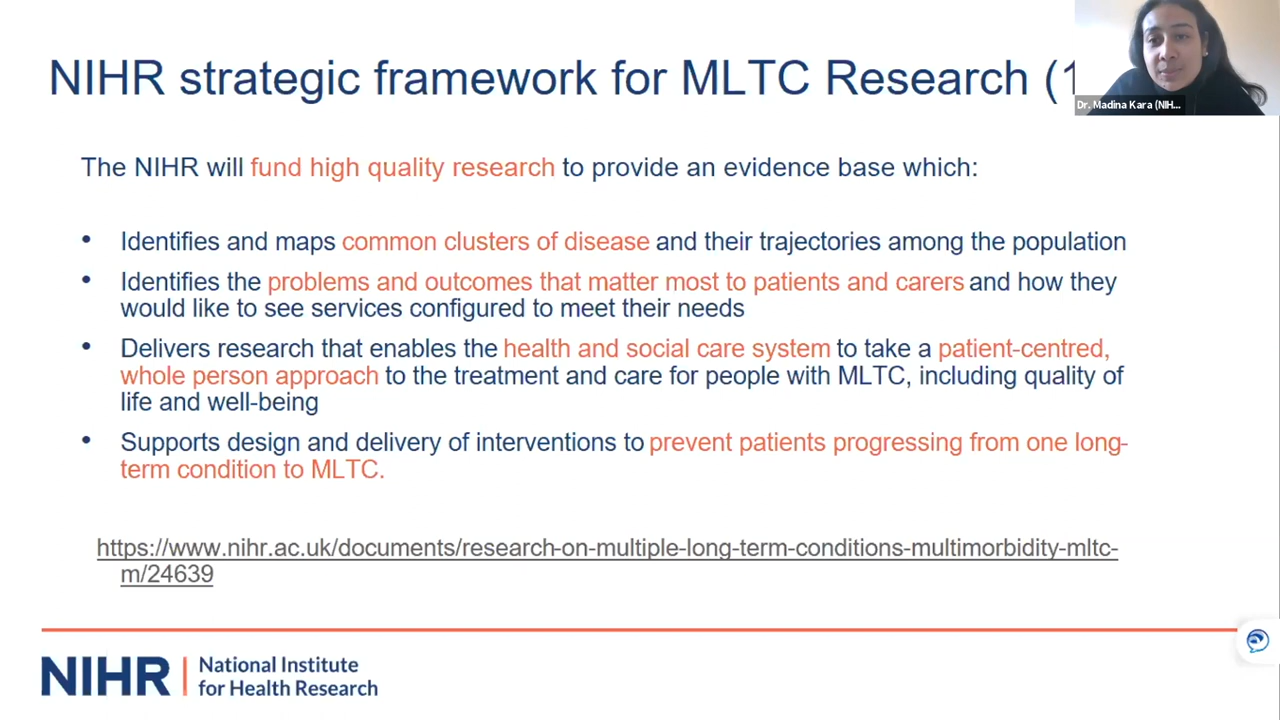 NIHR strategic framework for MLTC Research (1
Dr. Madina Kara (NIH...
The NIHR will fund high quality research to provide an evidence base which:
• Identifies and maps common clusters of disease and their trajectories among the population
• Identifies the problems and outcomes that matter most to patients and carers and how they
would like to see services configured to meet their needs
• Delivers research that enables the health and social care system to take a patient-centred,
whole person approach to the treatment and care for people with MLTC, including quality of
life and well-being
• Supports design and delivery of interventions to prevent patients progressing from one long-
term condition to MLTC.
https://www.nihr.ac.uk/documents/research-on-multiple-long-term-conditions-multimorbidity-mltc-
m/24639
NIHR | National Institute
for Health Research